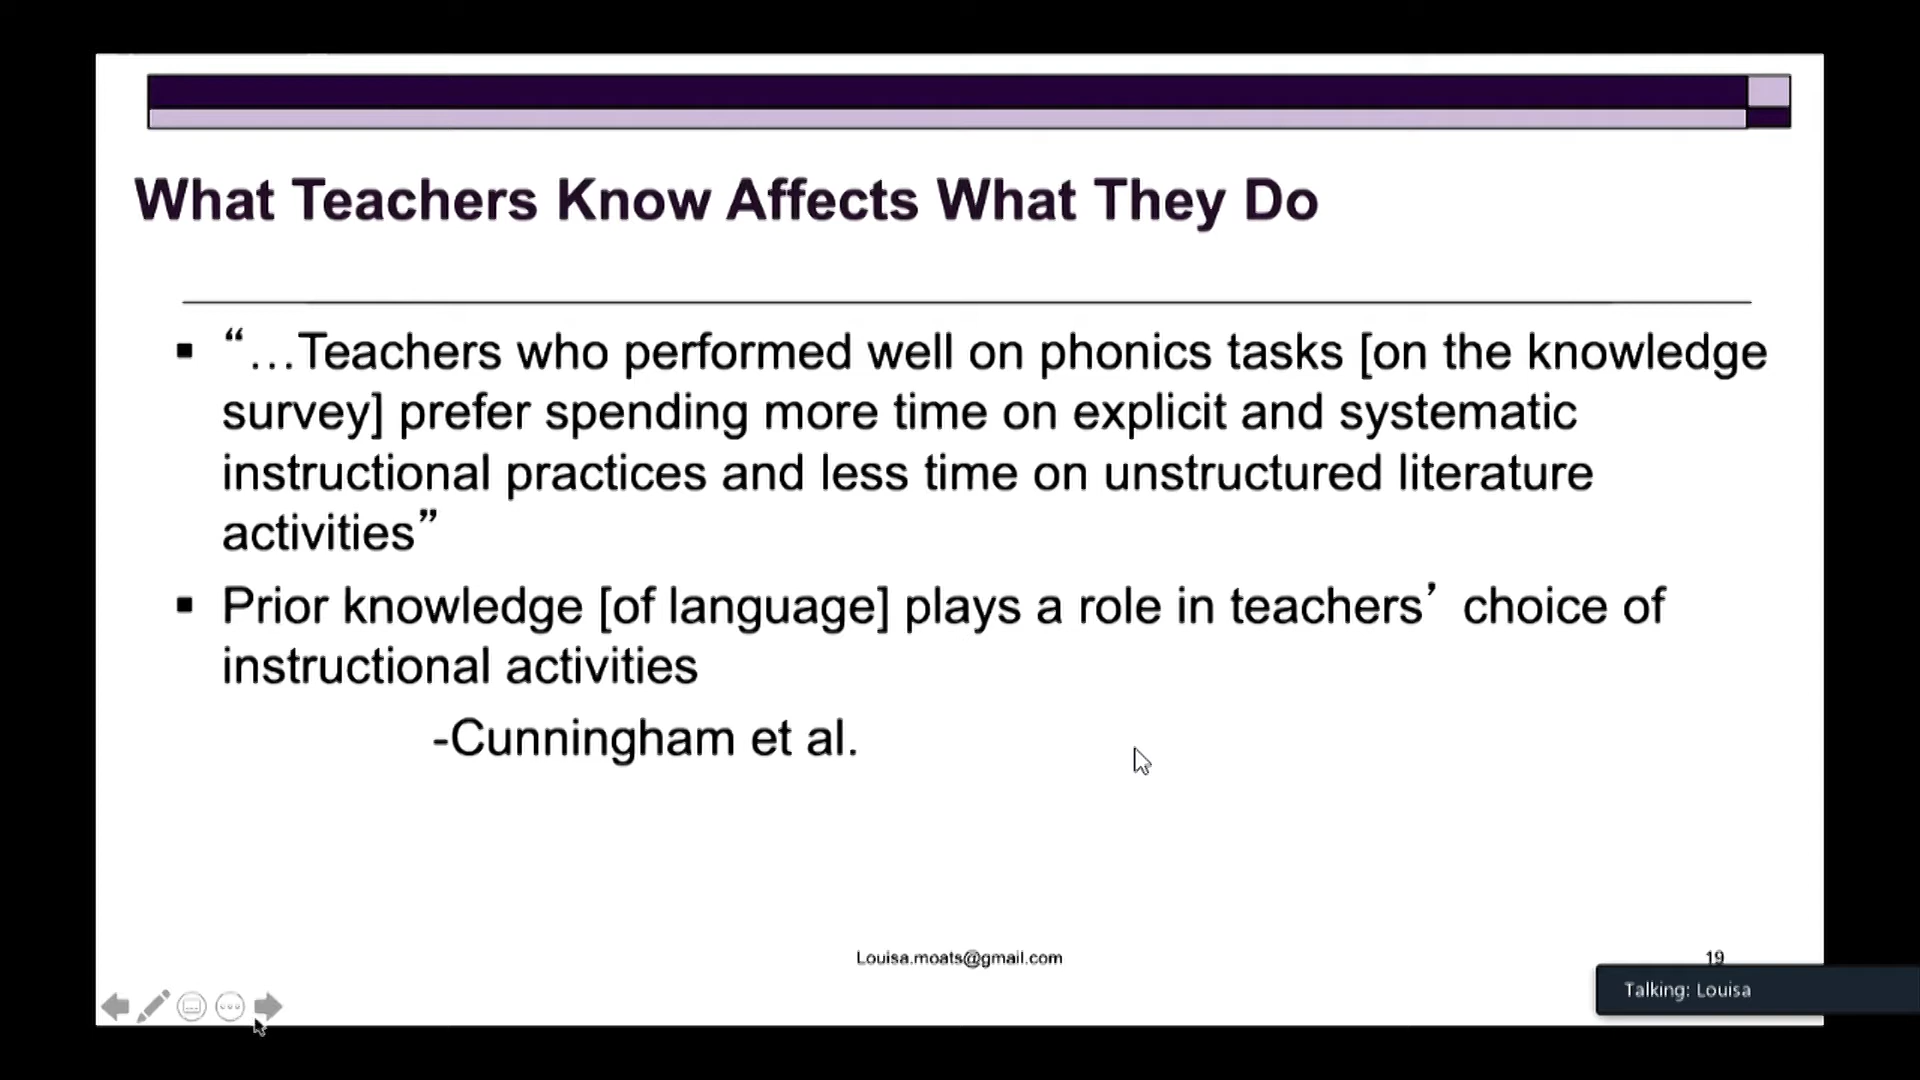 What Teachers Know Affects What They Do
▪ “…Teachers who performed well on phonics tasks [on the knowledge
survey] prefer spending more time on explicit and systematic
instructional practices and less time on unstructured literature
activities”
▪ Prior knowledge [of language] plays a role in teachers’ choice of
instructional activities
-Cunningham et al.
Louisa.moats@gmail.com
19
Talking: Louisa